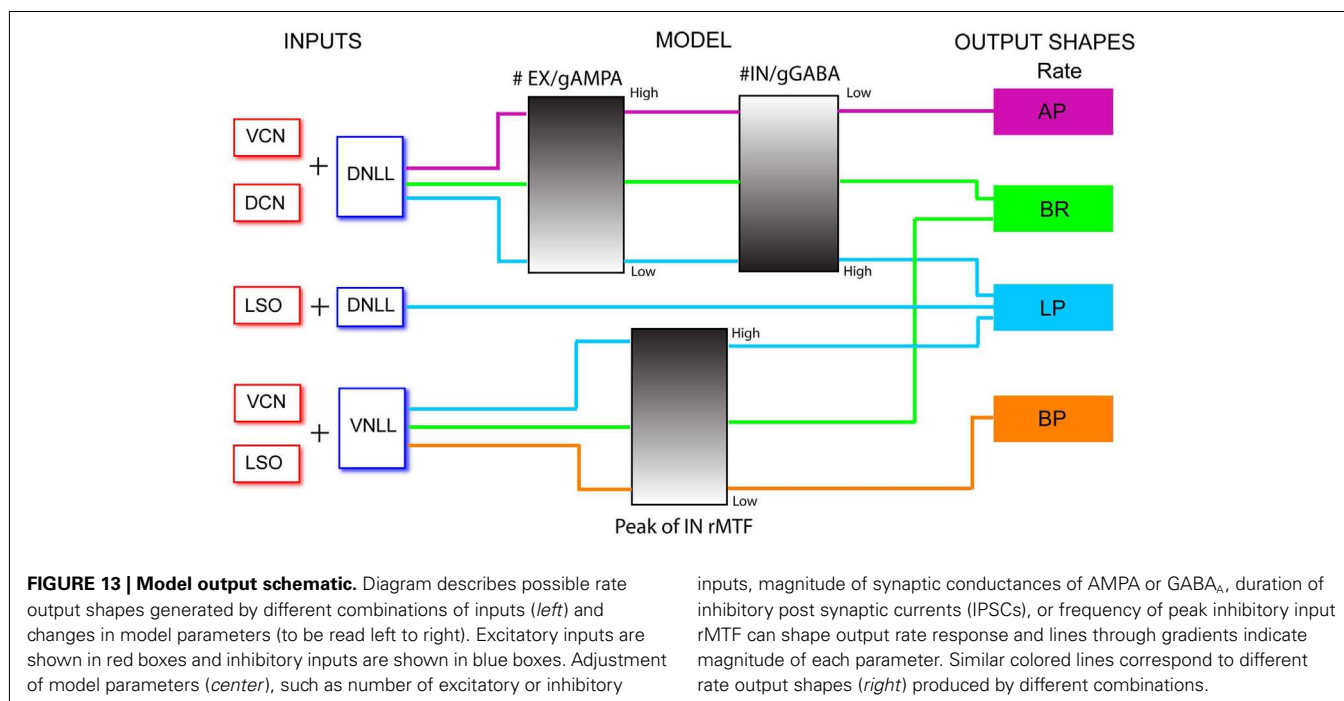 INPUTS
MODEL
OUTPUT SHAPES
Rate
# EX/gAMPA
#IN/gGABA
High
Low
AP
VCN
+
DNLL
DCN
BR
Low
High
LSO
+
DNLL
LP
High
VCN
+
VNLL
LSO
BP
Low
Peak of IN rMTF
FIGURE 13 | Model output schematic. Diagram describes possible rate
output shapes generated by different combinations of inputs (left) and
changes in model parameters (to be read left to right). Excitatory inputs are
shown in red boxes and inhibitory inputs are shown in blue boxes. Adjustment
of model parameters (center), such as number of excitatory or inhibitory
inputs, magnitude of synaptic conductances of AMPA or GABAA, duration of
inhibitory post synaptic currents (IPSCs), or frequency of peak inhibitory input
rMTF can shape output rate response and lines through gradients indicate
magnitude of each parameter. Similar colored lines correspond to different
rate output shapes (right) produced by different combinations.